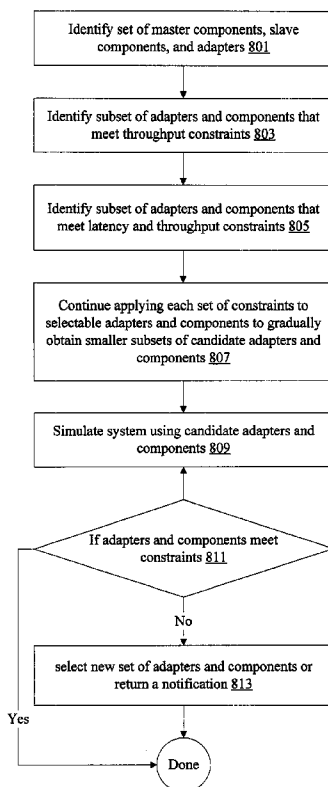 Identify set of master components, slave
components, and adapters 801
Identify subset of adapters and components that
meet throughput constraints 803
Identify subset of adapters and components that
meet latency and throughput constraints 805
Continue applying each set of constraints to
selectable adapters and components to gradually
obtain smaller subsets of candidate adapters and
components 807
Simulate system using candidate adapters and
components 809
If adapters and components meet
constraints 811
No
select new set of adapters and components or
return a notification 813
Yes
Done